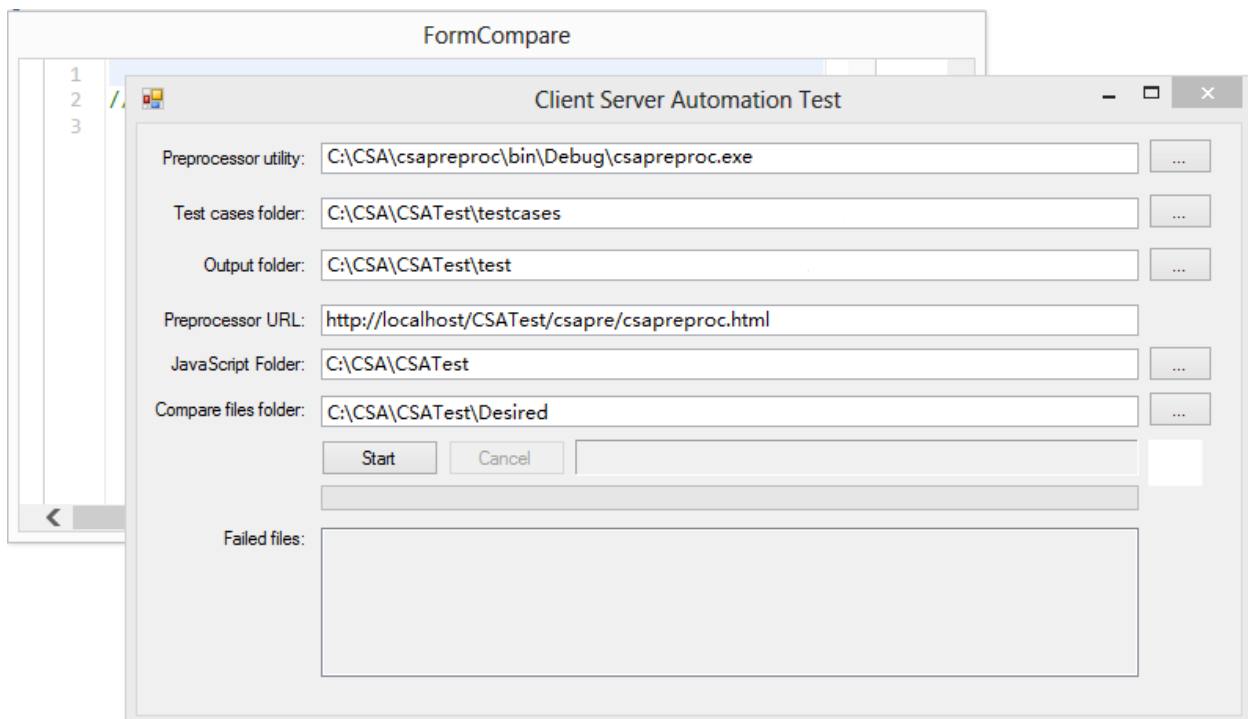 FormCompare
1
2 //
3
Client Server Automation Test
Preprocessor utility: C:\CSA\csapreproc\bin\Debug\csapreproc.exe ...
Test cases folder: C:\CSA\CSATest\testcases ...
Output folder: C:\CSA\CSATest\test ...
Preprocessor URL: http://localhost/CSATest/csapre/csapreproc.html
JavaScript Folder: C:\CSA\CSATest ...
Compare files folder: C:\CSA\CSATest\Desired ...
Start Cancel
Failed files: